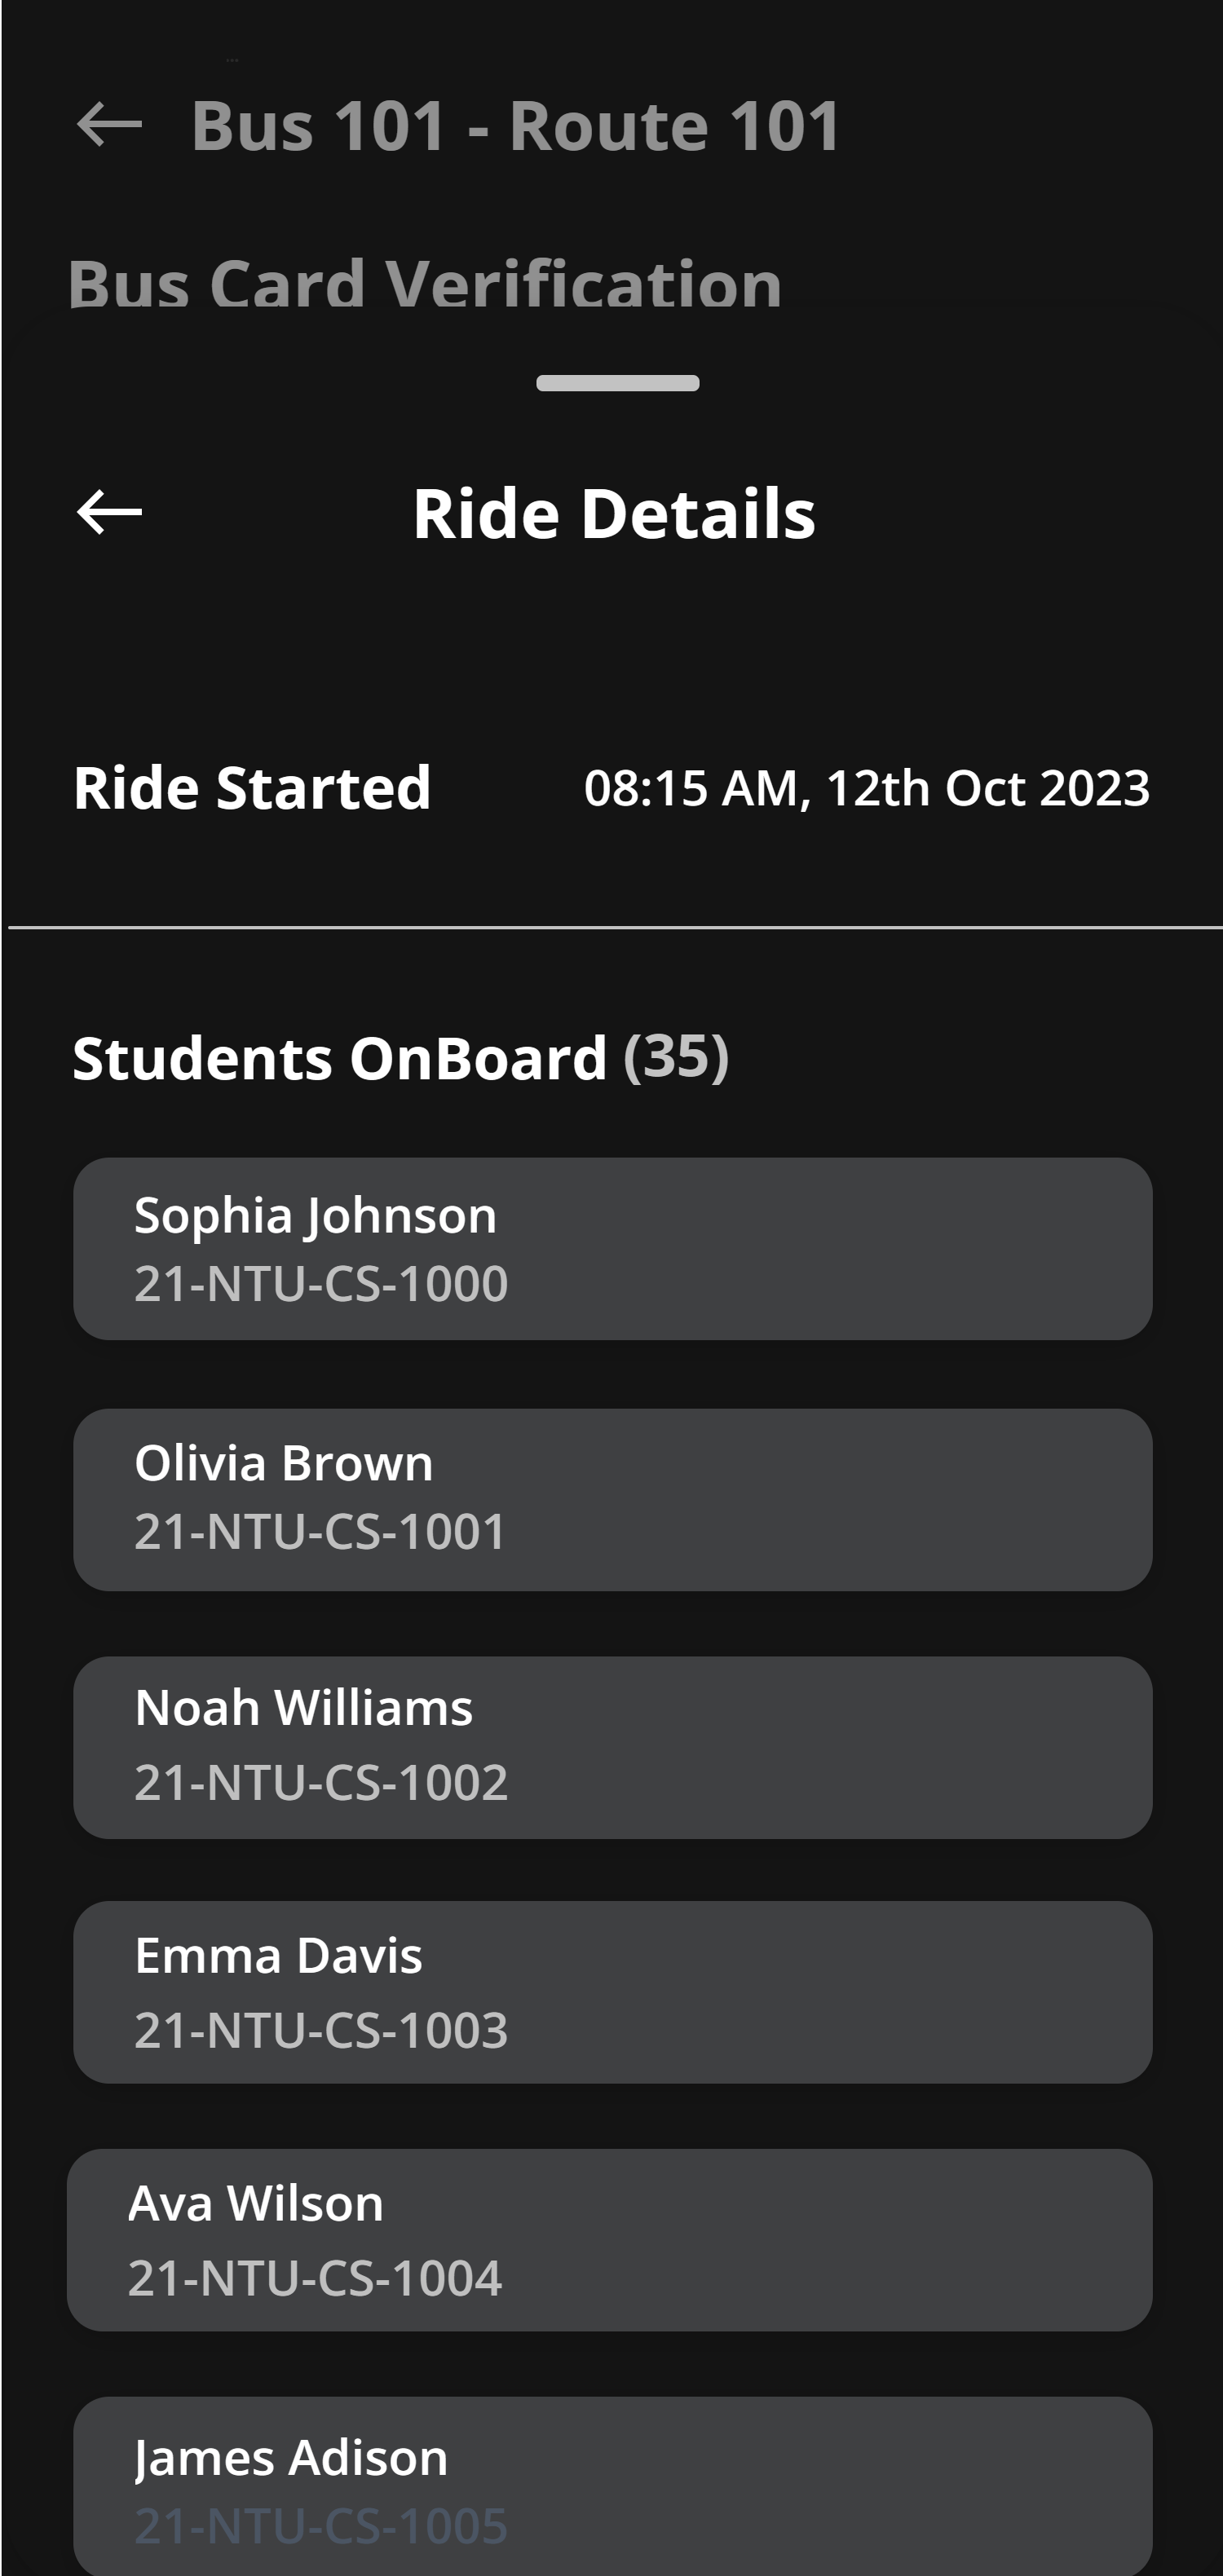 Bus 101 - Route 101
Bus Card Verification
Ride Details
Ride Started 08:15 AM, 12th Oct 2023
Students OnBoard (35)
Sophia Johnson
21-NTU-CS-1000
Olivia Brown
21-NTU-CS-1001
Noah Williams
21-NTU-CS-1002
Emma Davis
21-NTU-CS-1003
Ava Wilson
21-NTU-CS-1004
James Adison
21-NTU-CS-1005